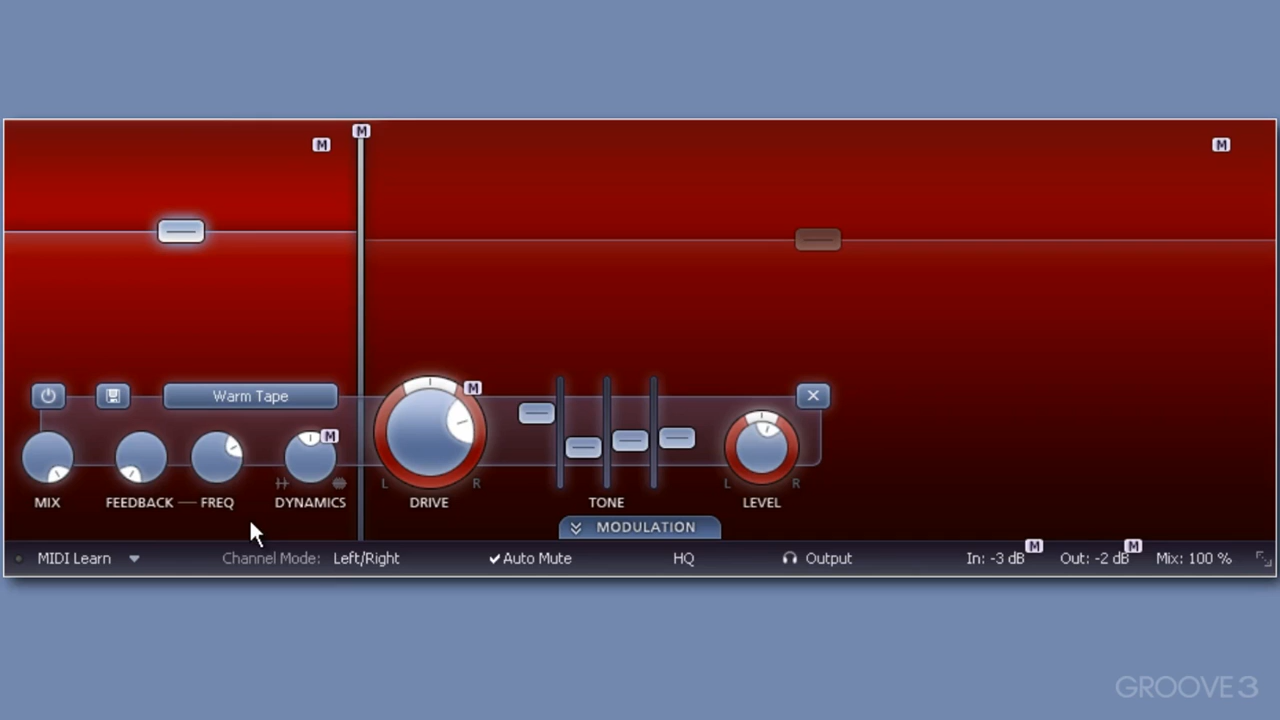 M
M
M
Warm Tape
M
M
MIX
FEEDBACK
FREQ
DYNAMICS
L
R
DRIVE
TONE
L
R
LEVEL
MODULATION
MIDI Learn
Channel Mode: Left/Right
Auto Mute
HQ
Output
In: -3 dB
M
Out: -2 dB
M
Mix: 100 %
GROOVE3